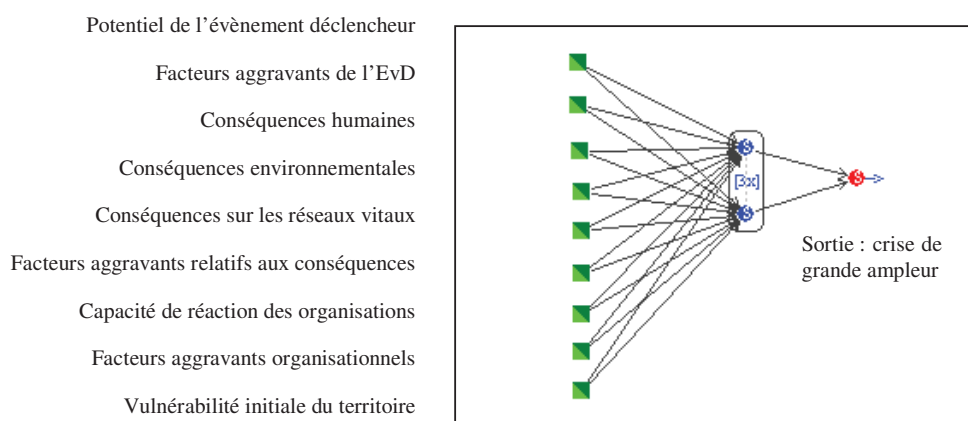 Potentiel de l'évènement déclencheur
Facteurs aggravants de l'EvD
Conséquences humaines
Conséquences environnementales
Conséquences sur les réseaux vitaux
Facteurs aggravants relatifs aux conséquences
Capacité de réaction des organisations
Facteurs aggravants organisationnels
Vulnérabilité initiale du territoire
S
[3x]
S
S
Sortie : crise de
grande ampleur